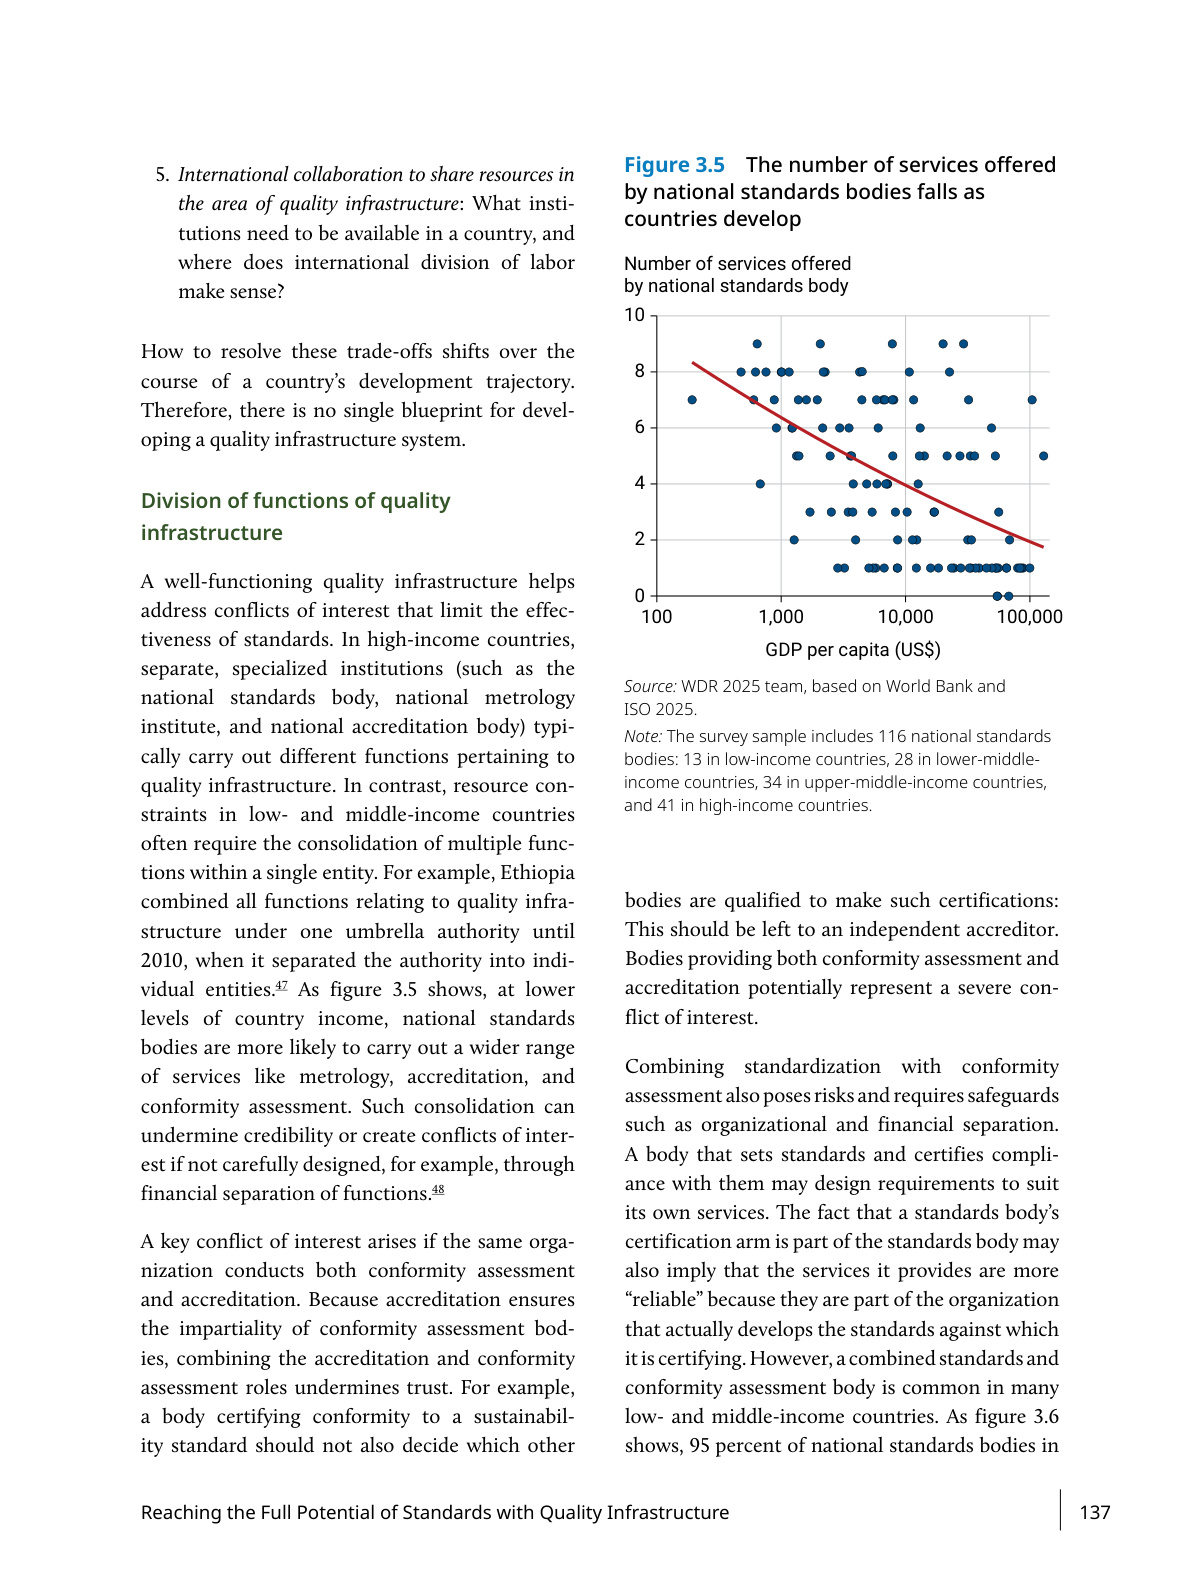 5. International collaboration to share resources in
the area of quality infrastructure: What insti-
tutions need to be available in a country, and
where does international division of labor
make sense?
How to resolve these trade-offs shifts over the
course of a country’s development trajectory.
Therefore, there is no single blueprint for devel-
oping a quality infrastructure system.
Division of functions of quality
infrastructure
A well-functioning quality infrastructure helps
address conflicts of interest that limit the effec-
tiveness of standards. In high-income countries,
separate, specialized institutions (such as the
national standards body, national metrology
institute, and national accreditation body) typi-
cally carry out different functions pertaining to
quality infrastructure. In contrast, resource con-
straints in low- and middle-income countries
often require the consolidation of multiple func-
tions within a single entity. For example, Ethiopia
combined all functions relating to quality infra-
structure under one umbrella authority until
2010, when it separated the authority into indi-
vidual entities.47 As figure 3.5 shows, at lower
levels of country income, national standards
bodies are more likely to carry out a wider range
of services like metrology, accreditation, and
conformity assessment. Such consolidation can
undermine credibility or create conflicts of inter-
est if not carefully designed, for example, through
financial separation of functions.48
A key conflict of interest arises if the same orga-
nization conducts both conformity assessment
and accreditation. Because accreditation ensures
the impartiality of conformity assessment bod-
ies, combining the accreditation and conformity
assessment roles undermines trust. For example,
a body certifying conformity to a sustainabil-
ity standard should not also decide which other
Figure 3.5 The number of services offered
by national standards bodies falls as
countries develop
Number of services offered
by national standards body
10
8
6
4
2
0
100 1,000 10,000 100,000
GDP per capita (US$)
Source: WDR 2025 team, based on World Bank and
ISO 2025.
Note: The survey sample includes 116 national standards
bodies: 13 in low-income countries, 28 in lower-middle-
income countries, 34 in upper-middle-income countries,
and 41 in high-income countries.
bodies are qualified to make such certifications:
This should be left to an independent accreditor.
Bodies providing both conformity assessment and
accreditation potentially represent a severe con-
flict of interest.
Combining standardization with conformity
assessment also poses risks and requires safeguards
such as organizational and financial separation.
A body that sets standards and certifies compli-
ance with them may design requirements to suit
its own services. The fact that a standards body’s
certification arm is part of the standards body may
also imply that the services it provides are more
“reliable” because they are part of the organization
that actually develops the standards against which
it is certifying. However, a combined standards and
conformity assessment body is common in many
low- and middle-income countries. As figure 3.6
shows, 95 percent of national standards bodies in
Reaching the Full Potential of Standards with Quality Infrastructure
137